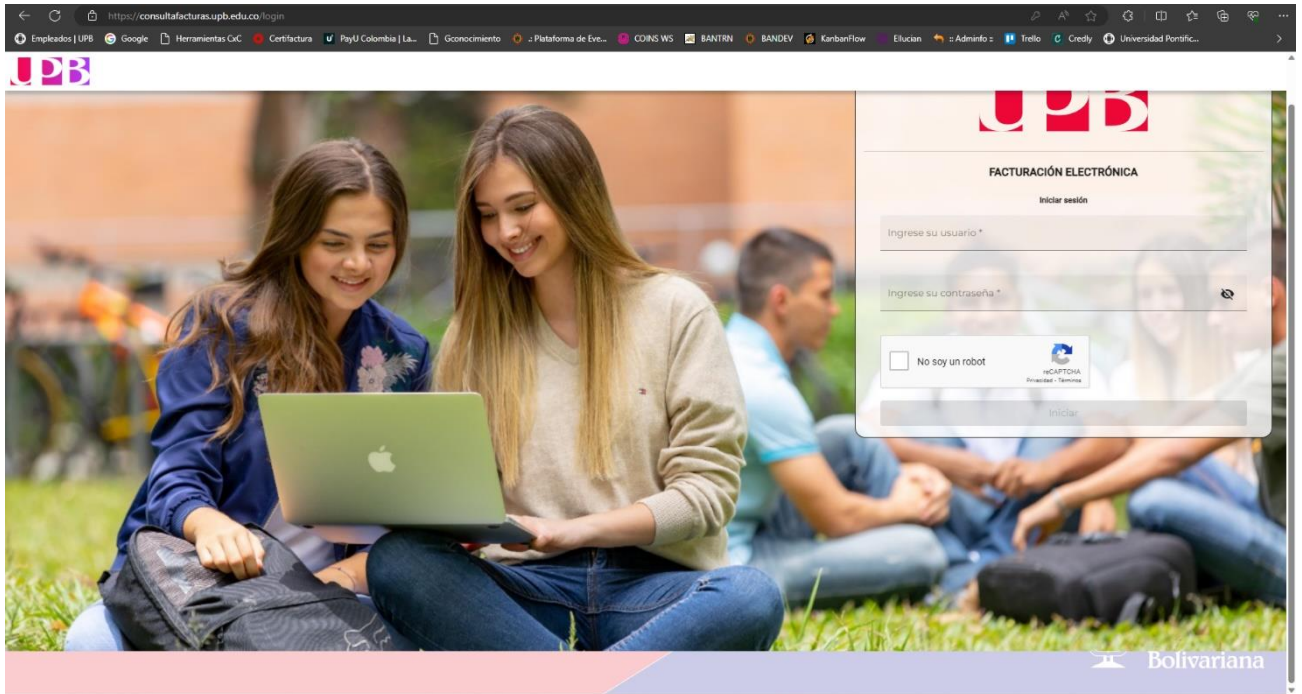 https://consultafacturas.upb.edu.co/login
Empleados | UPB Google Herramientas CxC Certifactura PayU Colombia | La... Gconocimiento .: Plataforma de Eve... COINS WS BANTRN BANDEV KanbanFlow Ellucian :: Adminfo :: Trello Credly Universidad Pontific...
UPB
UPB
FACTURACIÓN ELECTRÓNICA
Iniciar sesión
Ingrese su usuario *
Ingrese su contraseña *
No soy un robot
reCAPTCHA
Privacidad - Términos
Iniciar
Bolivariana